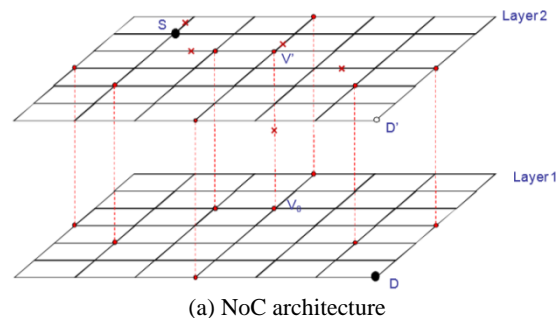 Layer2
S
V'
D'
Layer1
V₀
D
(a) NoC architecture